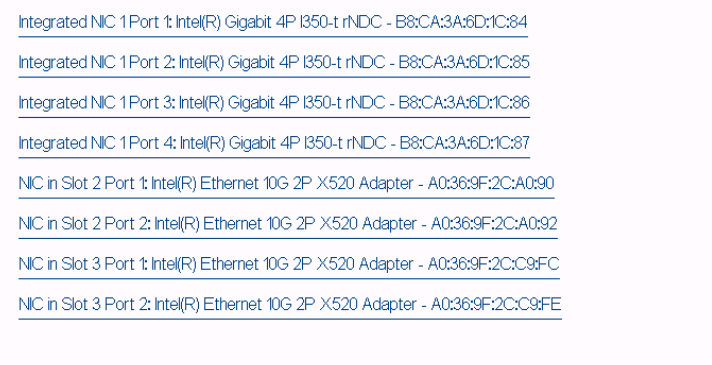 Integrated NIC 1 Port 1: Intel(R) Gigabit 4P I350-t rNDC - B8:CA:3A:6D:1C:84
Integrated NIC 1 Port 2: Intel(R) Gigabit 4P I350-t rNDC - B8:CA:3A:6D:1C:85
Integrated NIC 1 Port 3: Intel(R) Gigabit 4P I350-t rNDC - B8:CA:3A:6D:1C:86
Integrated NIC 1 Port 4: Intel(R) Gigabit 4P I350-t rNDC - B8:CA:3A:6D:1C:87
NIC in Slot 2 Port 1: Intel(R) Ethernet 10G 2P X520 Adapter - A0:36:9F:2C:A0:90
NIC in Slot 2 Port 2: Intel(R) Ethernet 10G 2P X520 Adapter - A0:36:9F:2C:A0:92
NIC in Slot 3 Port 1: Intel(R) Ethernet 10G 2P X520 Adapter - A0:36:9F:2C:C9:FC
NIC in Slot 3 Port 2: Intel(R) Ethernet 10G 2P X520 Adapter - A0:36:9F:2C:C9:FE